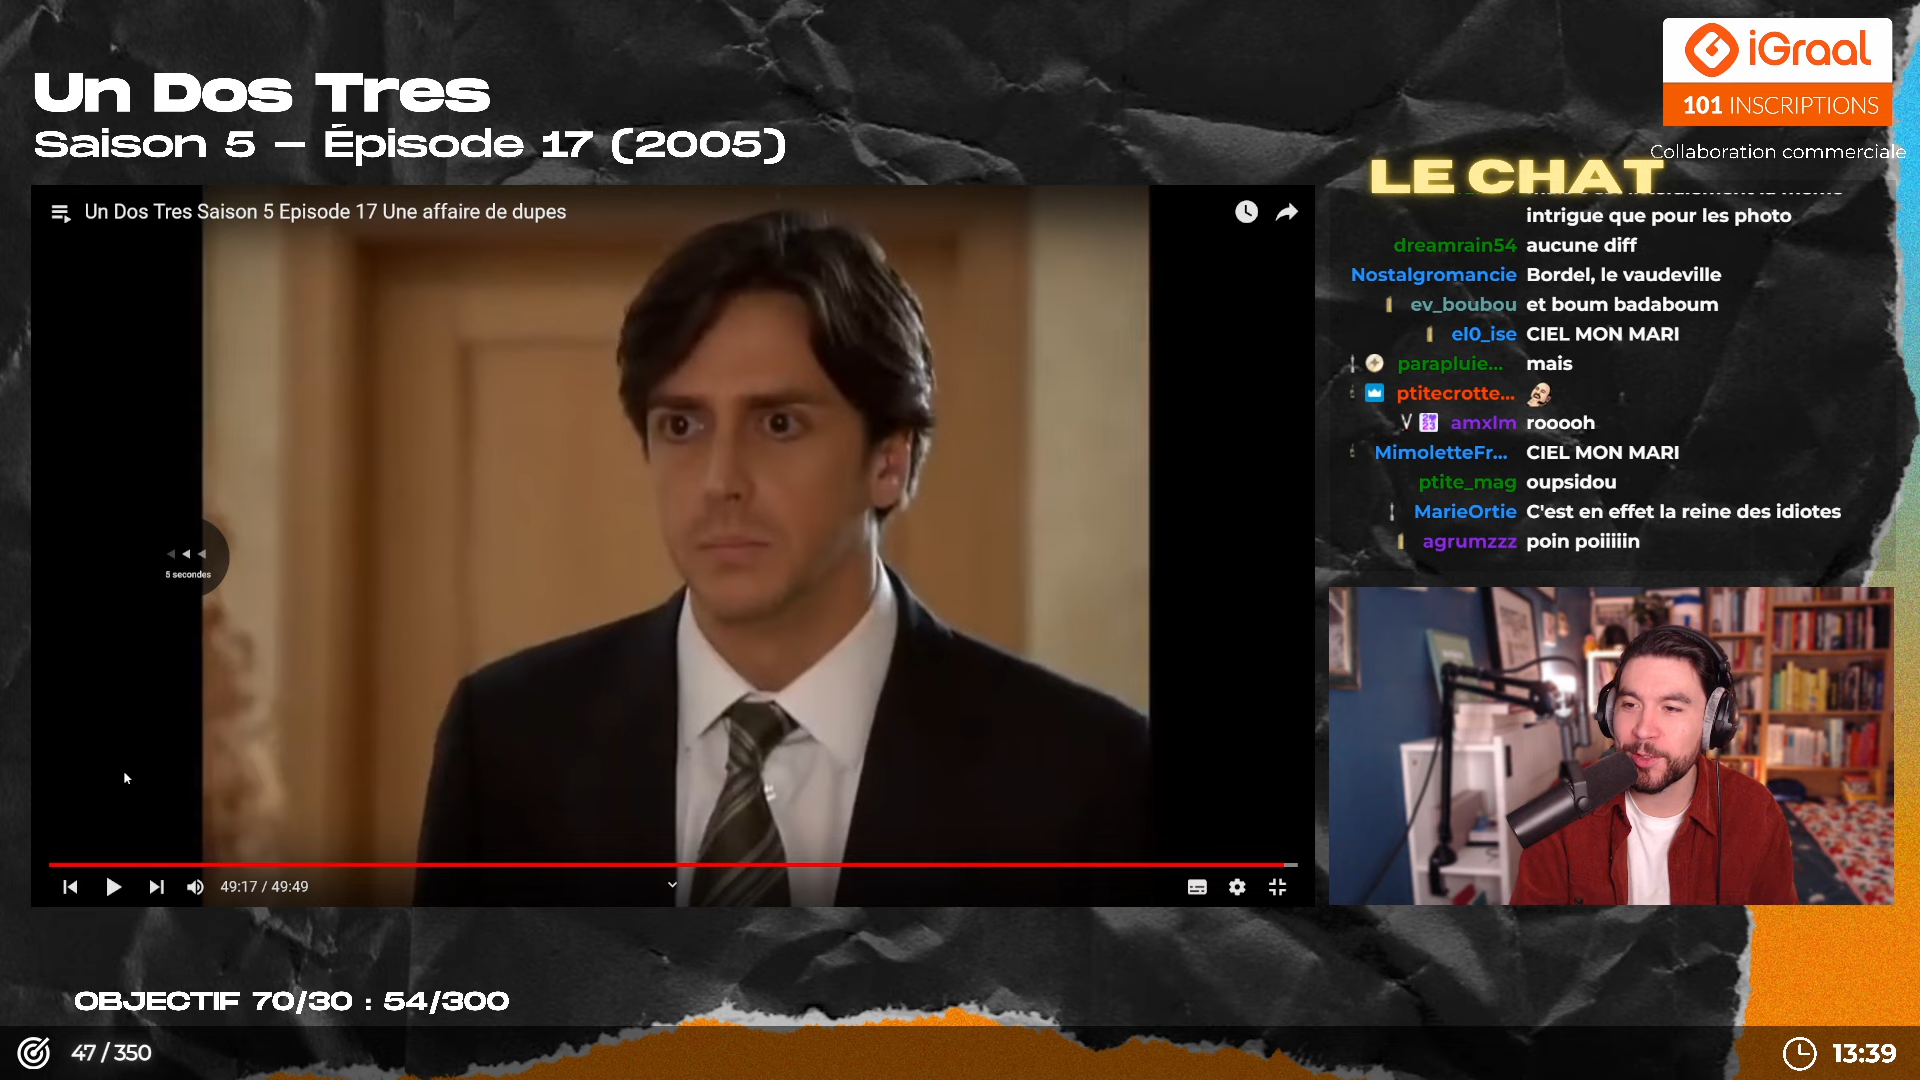 Un Dos Tres
Saison 5 – Épisode 17 (2005)
iGraal
101 INSCRIPTIONS
Collaboration commerciale
LE CHAT
Un Dos Tres Saison 5 Episode 17 Une affaire de dupes
intrigue que pour les photo
dreamrain54 aucune diff
Nostalgromancie Bordel, le vaudeville
ev_boubou et boum badaboum
el0_ise CIEL MON MARI
parapluie... mais
ptitecrotte...
amxlm rooooh
MimoletteFr... CIEL MON MARI
ptite_mag oupsidou
MarieOrtie C'est en effet la reine des idiotes
agrumzzz poin poiiiiin
5 secondes
49:17 / 49:49
OBJECTIF 70/30 : 54/300
47 / 350
13:39